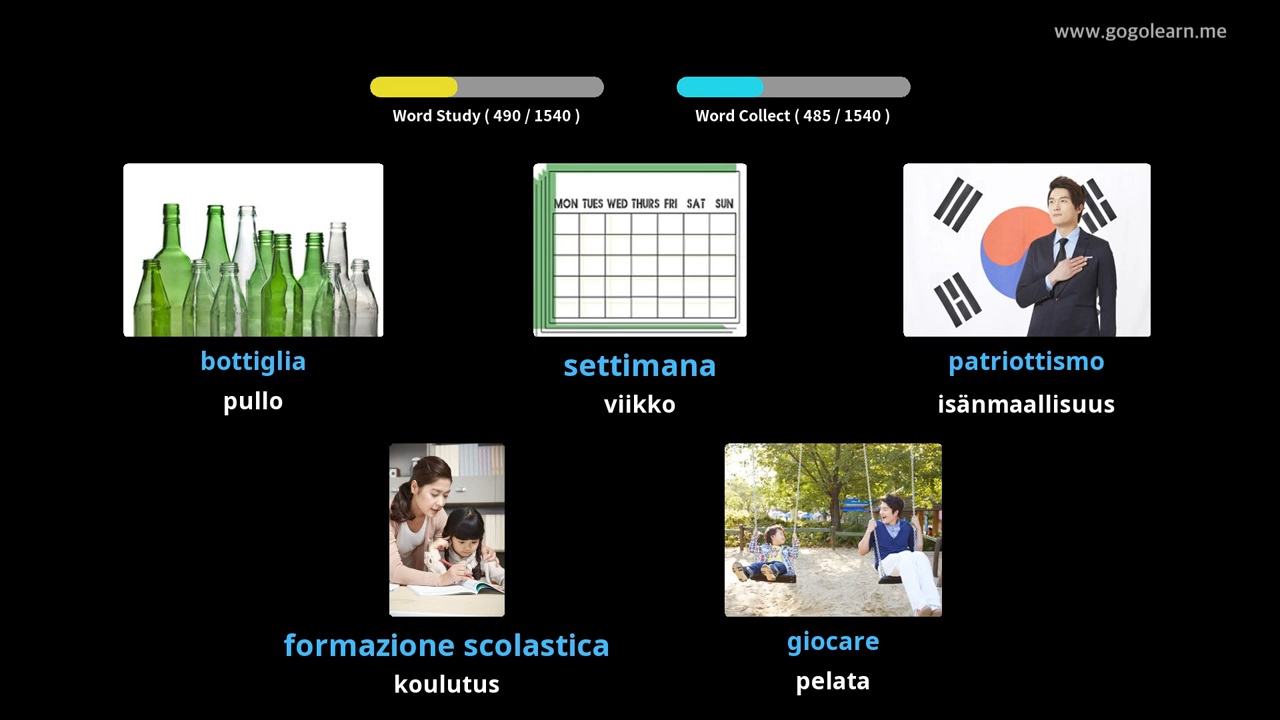 www.gogolearn.me
Word Study ( 490 / 1540 )
Word Collect ( 485 / 1540 )
MON TUES WED THURS FRI SAT SUN
bottiglia
settimana
patriottismo
pullo
viikko
isänmaallisuus
formazione scolastica
giocare
koulutus
pelata